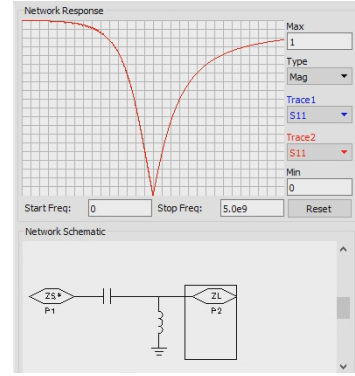 Network Response
Max
1
Type
Mag
Trace1
S11
Trace2
S11
Min
0
Start Freq: 0 Stop Freq: 5.0e9 Reset
Network Schematic
ZS* ZL
P1 P2